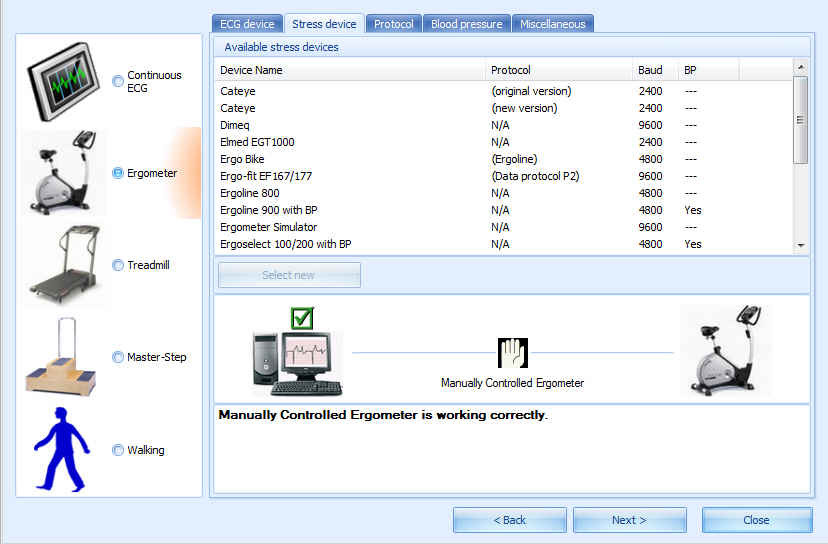 ECG device Stress device Protocol Blood pressure Miscellaneous
Available stress devices
Device Name Protocol Baud BP
Cateye (original version) 2400 ---
Cateye (new version) 2400 ---
Dimeq N/A 9600 ---
Elmed EGT1000 N/A 2400 ---
Ergo Bike (Ergoline) 4800 ---
Ergo-fit EF167/177 (Data protocol P2) 9600 ---
Ergoline 800 N/A 4800 ---
Ergoline 900 with BP N/A 4800 Yes
Ergometer Simulator N/A 9600 ---
Ergoselect 100/200 with BP N/A 4800 Yes
Continuous
ECG
Ergometer
Treadmill
Master-Step
Walking
Select new
Manually Controlled Ergometer
Manually Controlled Ergometer is working correctly.
< Back Next > Close